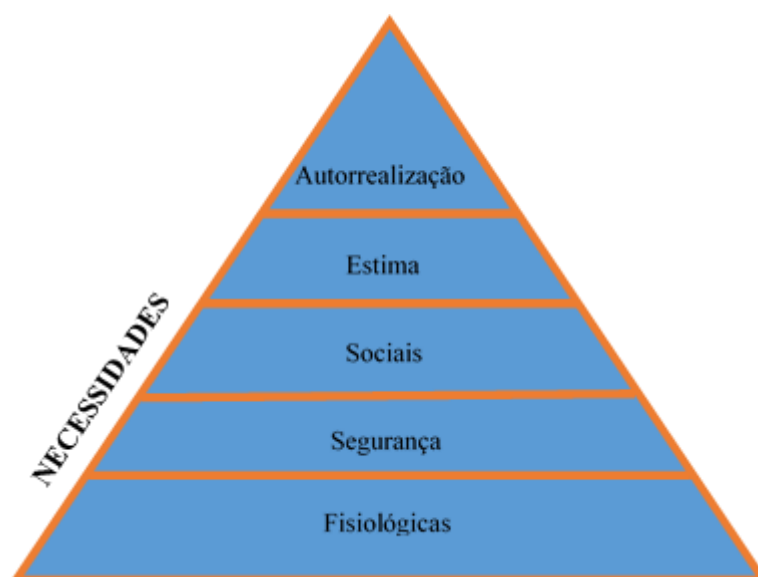 Autorrealização
Estima
Sociais
Segurança
Fisiológicas
NECESSIDADES